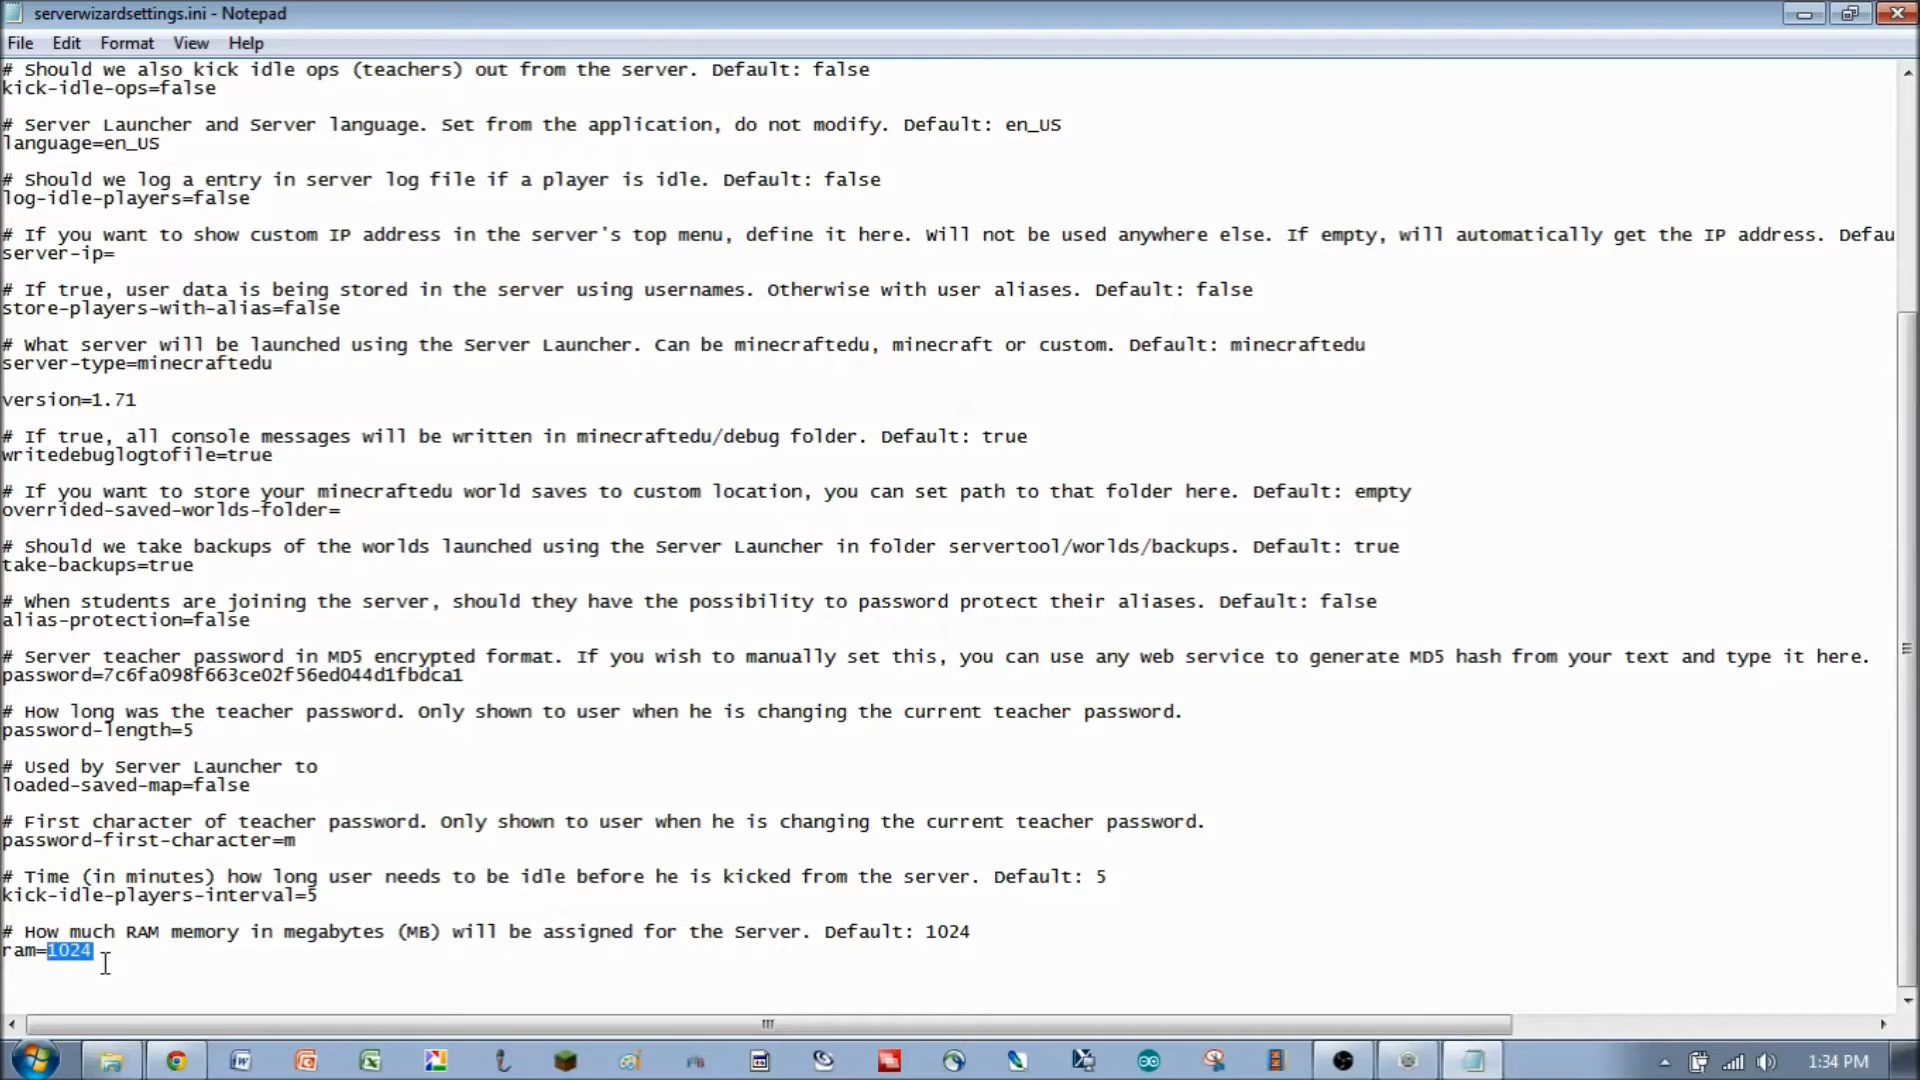 serverwizardsettings.ini - Notepad
File Edit Format View Help
# Should we also kick idle ops (teachers) out from the server. Default: false
kick-idle-ops=false
# Server Launcher and Server language. Set from the application, do not modify. Default: en_US
language=en_US
# Should we log a entry in server log file if a player is idle. Default: false
log-idle-players=false
# If you want to show custom IP address in the server's top menu, define it here. Will not be used anywhere else. If empty, will automatically get the IP address. Defau
server-ip=
# If true, user data is being stored in the server using usernames. Otherwise with user aliases. Default: false
store-players-with-alias=false
# What server will be launched using the Server Launcher. Can be minecraftedu, minecraft or custom. Default: minecraftedu
server-type=minecraftedu
version=1.71
# If true, all console messages will be written in minecraftedu/debug folder. Default: true
writedebuglogtofile=true
# If you want to store your minecraftedu world saves to custom location, you can set path to that folder here. Default: empty
overrided-saved-worlds-folder=
# Should we take backups of the worlds launched using the Server Launcher in folder servertool/worlds/backups. Default: true
take-backups=true
# When students are joining the server, should they have the possibility to password protect their aliases. Default: false
alias-protection=false
# Server teacher password in MD5 encrypted format. If you wish to manually set this, you can use any web service to generate MD5 hash from your text and type it here.
password=7c6fa098f663ce02f56ed044d1fbdca1
# How long was the teacher password. Only shown to user when he is changing the current teacher password.
password-length=5
# Used by Server Launcher to
loaded-saved-map=false
# First character of teacher password. Only shown to user when he is changing the current teacher password.
password-first-character=m
# Time (in minutes) how long user needs to be idle before he is kicked from the server. Default: 5
kick-idle-players-interval=5
# How much RAM memory in megabytes (MB) will be assigned for the Server. Default: 1024
ram=1024
1:34 PM